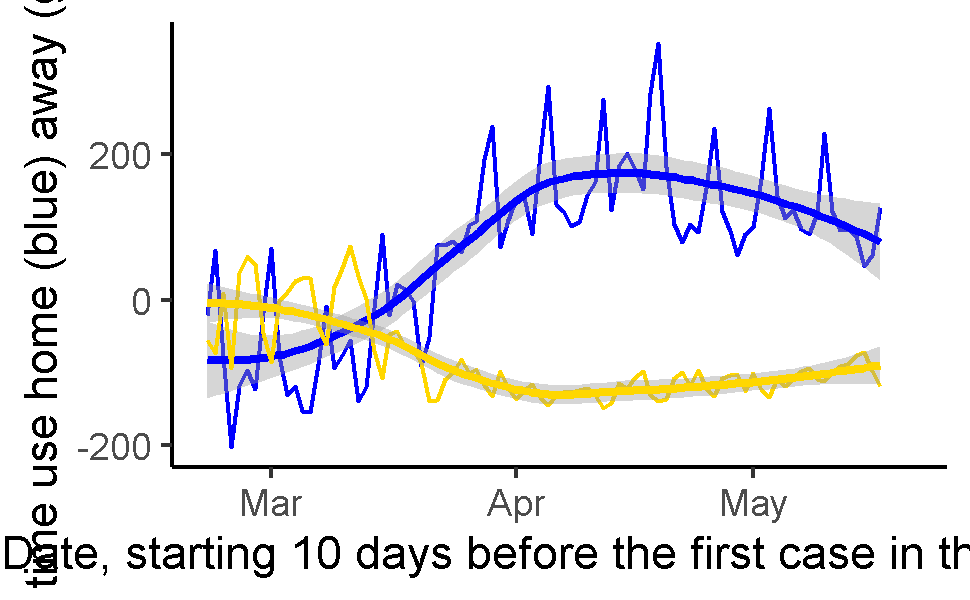 time use home (blue) away (
200
0
-200
Mar Apr May
Date, starting 10 days before the first case in th